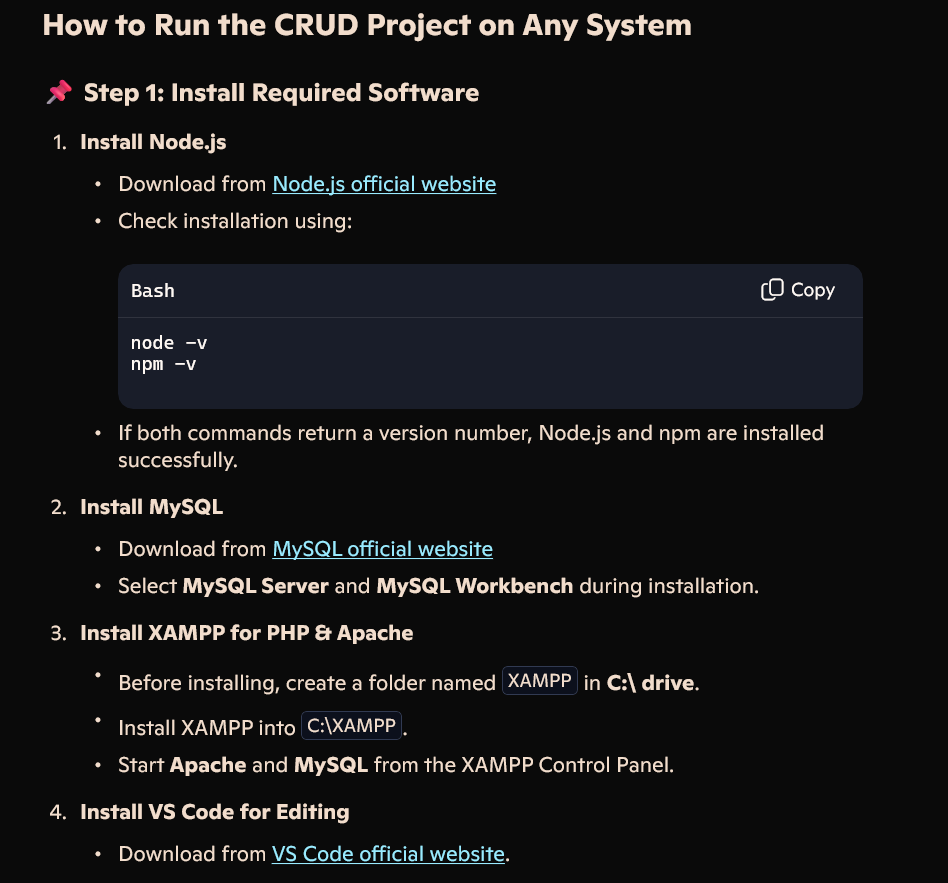 How to Run the CRUD Project on Any System
📌 Step 1: Install Required Software
1. Install Node.js
• Download from Node.js official website
• Check installation using:
Bash
Copy
node -v
npm -v
• If both commands return a version number, Node.js and npm are installed
successfully.
2. Install MySQL
• Download from MySQL official website
• Select MySQL Server and MySQL Workbench during installation.
3. Install XAMPP for PHP & Apache
• Before installing, create a folder named XAMPP in C:\ drive.
• Install XAMPP into C:\XAMPP.
• Start Apache and MySQL from the XAMPP Control Panel.
4. Install VS Code for Editing
• Download from VS Code official website.